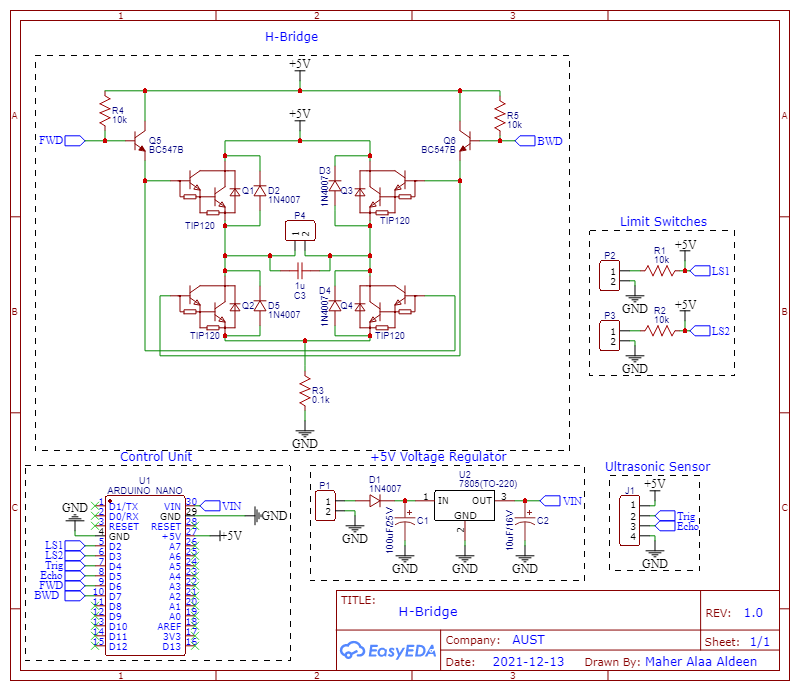 1 2 3
H-Bridge
+5V
R4
10k
+5V
R5
10k
A A
FWD
Q5
BC547B
Q6
BC547B
BWD
Q1
D2
1N4007
TIP120
D3
1N4007
Q3
TIP120
P4
1 2
1u
C3
Q2
D5
1N4007
TIP120
D4
1N4007
Q4
TIP120
R3
0.1k
GND
Limit Switches
P2
1
2
R1
10k
+5V
LS1
GND
B B
P3
1
2
R2
10k
+5V
LS2
GND
Control Unit
U1
ARDUINO_NANO
GND
1 D1/TX VIN 30 VIN
2 D0/RX GND 29 GND
3 RESET RESET 28
4 GND +5V 27 +5V
LS1 5 D2 A7 26
LS2 6 D3 A6 25
Trig 7 D4 A5 24
Echo 8 D5 A4 23
FWD 9 D6 A3 22
BWD 10 D7 A2 21
11 D8 A1 20
12 D9 A0 19
13 D10 AREF 18
14 D11 3V3 17
15 D12 D13 16
+5V Voltage Regulator
P1
1
2
GND
D1
1N4007
100uF/25V
C1
GND
U2
7805(TO-220)
1 IN OUT 3
GND
2
GND
VIN
10uF/16V
C2
GND
Ultrasonic Sensor
J1
+5V
1
2 Trig
3 Echo
4
GND
C C
TITLE:
H-Bridge
REV: 1.0
EasyEDA
Company: AUST
Sheet: 1/1
Date: 2021-12-13 Drawn By: Maher Alaa Aldeen
1 2 3